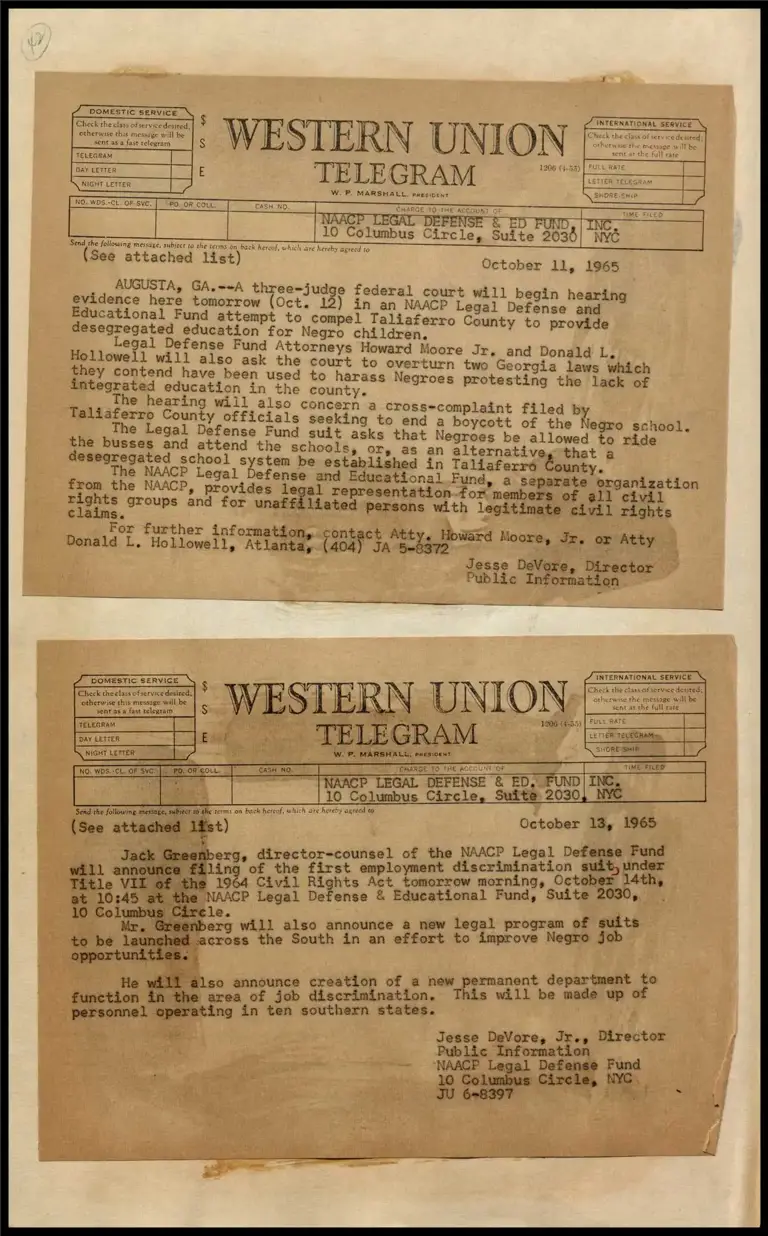 42
DOMESTIC SERVICE
Check the class of service desired,
otherwise this message will be
sent as a fast telegram
TELEGRAM
DAY LETTER
NIGHT LETTER
$
S
E
WESTERN UNION
TELEGRAM
W. P. MARSHALL, PRESIDENT
1206 (4-55)
INTERNATIONAL SERVICE
Check the class of service desired,
otherwise the message will be
sent at the full rate
FULL RATE
LETTER TELEGRAM
SHORE-SHIP
NO. WDS.-CL. OF SVC. PD. OR COLL. CASH NO. CHARGE TO THE ACCOUNT OF TIME FILED
NAACP LEGAL DEFENSE & ED FUND, INC.
10 Columbus Circle, Suite 2030 NYC
Send the following message, subject to the terms on back hereof, which are hereby agreed to
(See attached list)
October 11, 1965
AUGUSTA, GA.--A three-judge federal court will begin hearing
evidence here tomorrow (Oct. 12) in an NAACP Legal Defense and
Educational Fund attempt to compel Taliaferro County to provide
desegregated education for Negro children.
Legal Defense Fund Attorneys Howard Moore Jr. and Donald L.
Hollowell will also ask the court to overturn two Georgia laws which
they contend have been used to harass Negroes protesting the lack of
integrated education in the county.
The hearing will also concern a cross-complaint filed by
Taliaferro County officials seeking to end a boycott of the Negro school.
The Legal Defense Fund suit asks that Negroes be allowed to ride
the busses and attend the schools, or, as an alternative, that a
desegregated school system be established in Taliaferro County.
The NAACP Legal Defense and Educational Fund, a separate organization
from the NAACP, provides legal representation for members of all civil
rights groups and for unaffiliated persons with legitimate civil rights
claims.
For further information, contact Atty. Howard Moore, Jr. or Atty
Donald L. Hollowell, Atlanta, (404) JA 5-8372
Jesse DeVore, Director
Public Information
DOMESTIC SERVICE
Check the class of service desired,
otherwise this message will be
sent as a fast telegram
TELEGRAM
DAY LETTER
NIGHT LETTER
$
S
E
WESTERN UNION
TELEGRAM
W. P. MARSHALL, PRESIDENT
1206 (4-55)
INTERNATIONAL SERVICE
Check the class of service desired,
otherwise the message will be
sent at the full rate
FULL RATE
LETTER TELEGRAM
SHORE-SHIP
NO. WDS.-CL. OF SVC. PD. OR COLL. CASH NO. CHARGE TO THE ACCOUNT OF TIME FILED
NAACP LEGAL DEFENSE & ED. FUND INC.
10 Columbus Circle, Suite 2030, NYC
Send the following message, subject to the terms on back hereof, which are hereby agreed to
(See attached list)
October 13, 1965
Jack Greenberg, director-counsel of the NAACP Legal Defense Fund
will announce filing of the first employment discrimination suit, under
Title VII of the 1964 Civil Rights Act tomorrow morning, October 14th,
at 10:45 at the NAACP Legal Defense & Educational Fund, Suite 2030,
10 Columbus Circle.
Mr. Greenberg will also announce a new legal program of suits
to be launched across the South in an effort to improve Negro job
opportunities.
He will also announce creation of a new permanent department to
function in the area of job discrimination. This will be made up of
personnel operating in ten southern states.
Jesse DeVore, Jr., Director
Public Information
NAACP Legal Defense Fund
10 Columbus Circle, NYC
JU 6-8397